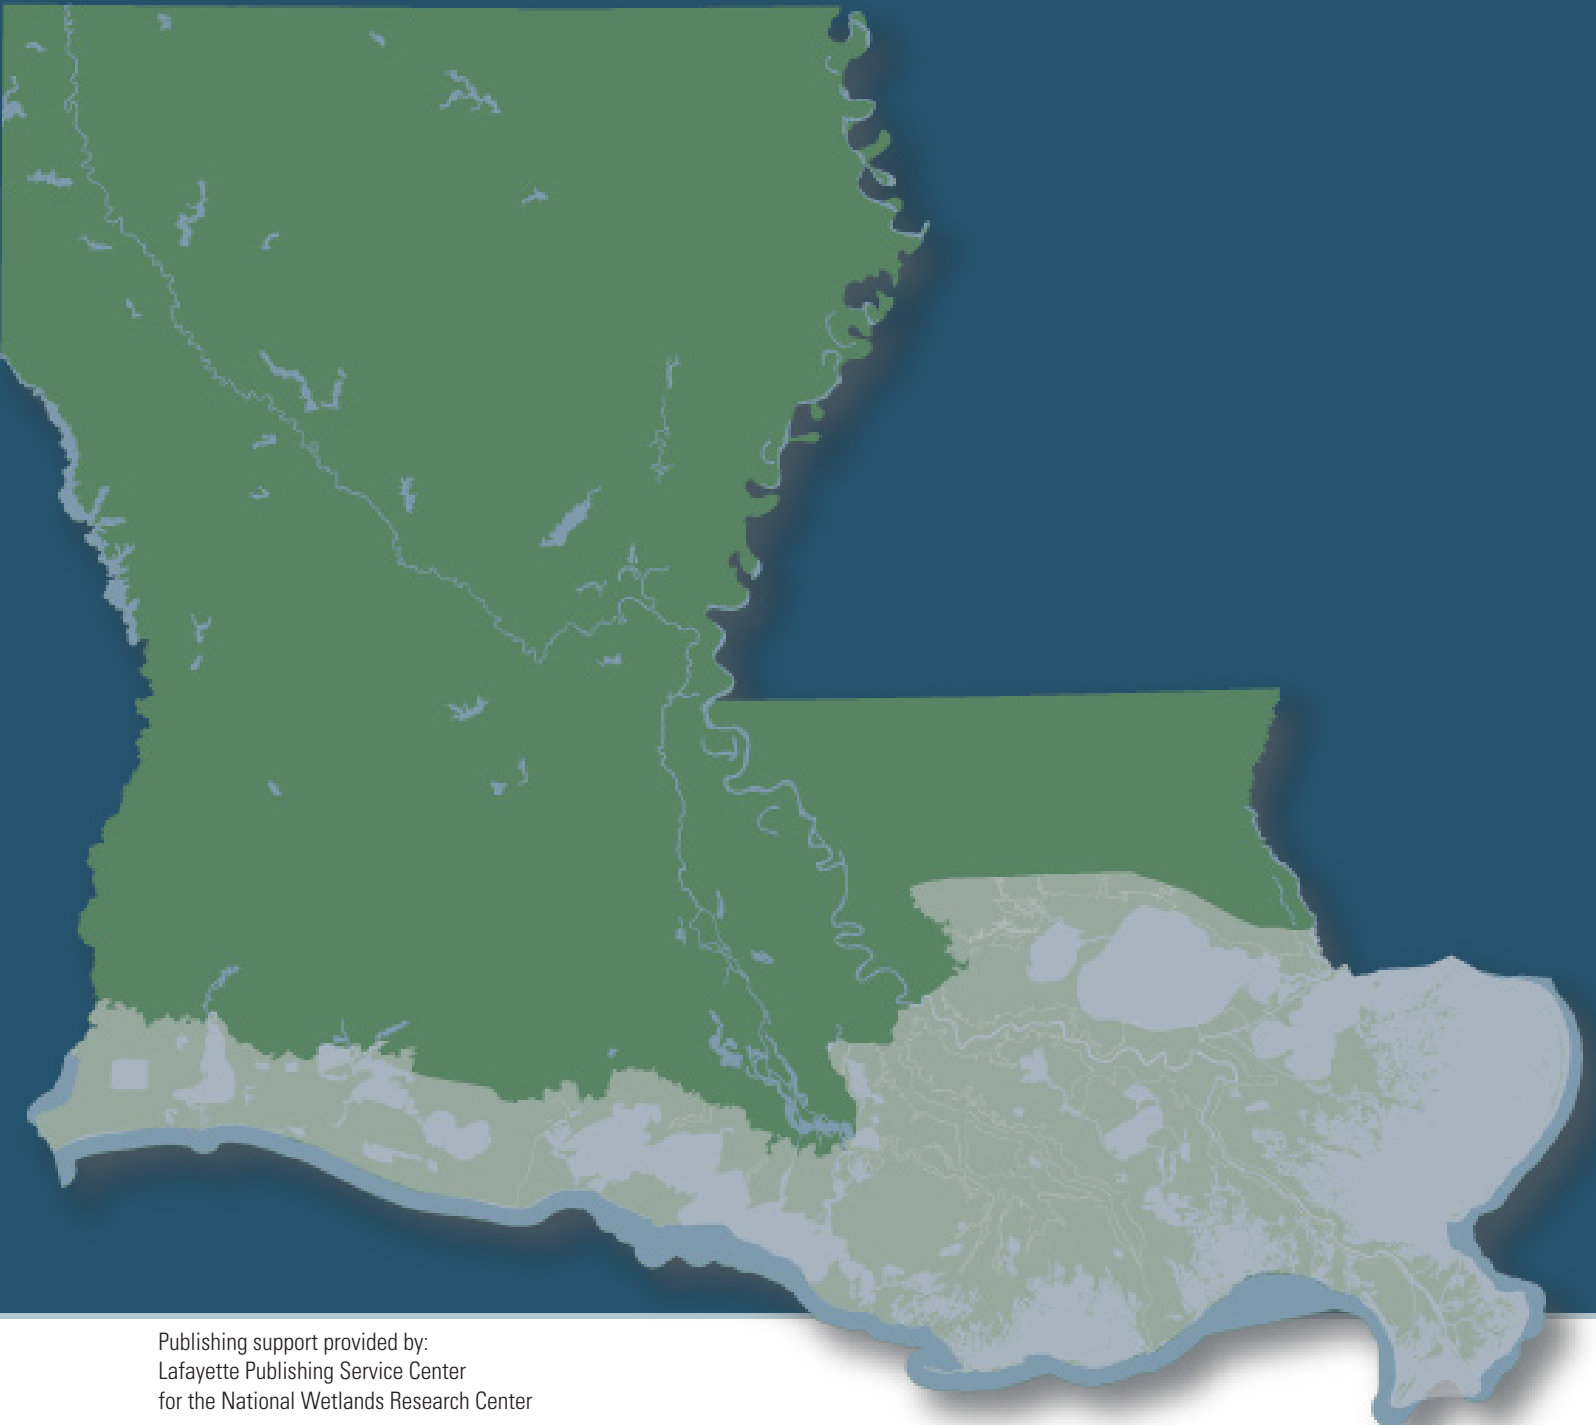 Publishing support provided by:
Lafayette Publishing Service Center
for the National Wetlands Research Center